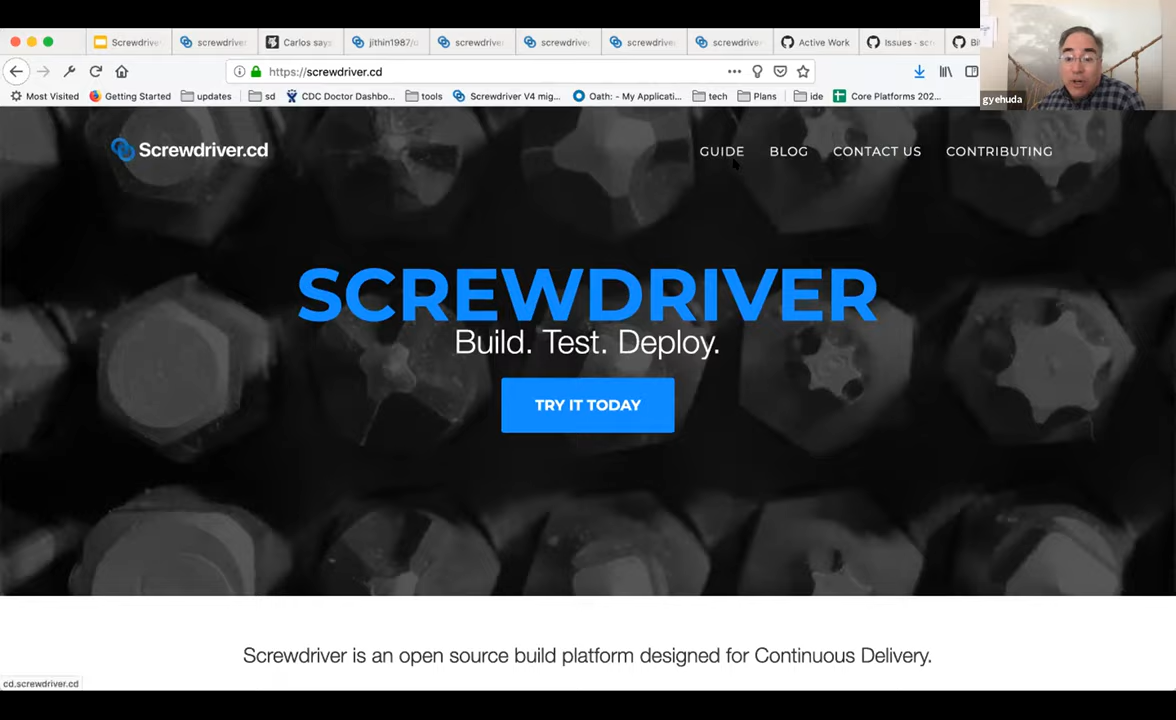 Screwdriver
screwdriver
Carlos says
jithin1987/
screwdriver
screwdriver
screwdriver
screwdriver
Active Work
Issues - scre
https://screwdriver.cd
Most Visited
Getting Started
updates
sd
CDC Doctor Dashbo...
tools
Screwdriver V4 mig...
Oath: - My Applicati...
tech
Plans
ide
Core Platforms 202...
gyehuda
Screwdriver.cd
GUIDE
BLOG
CONTACT US
CONTRIBUTING
SCREWDRIVER
Build. Test. Deploy.
TRY IT TODAY
Screwdriver is an open source build platform designed for Continuous Delivery.
cd.screwdriver.cd